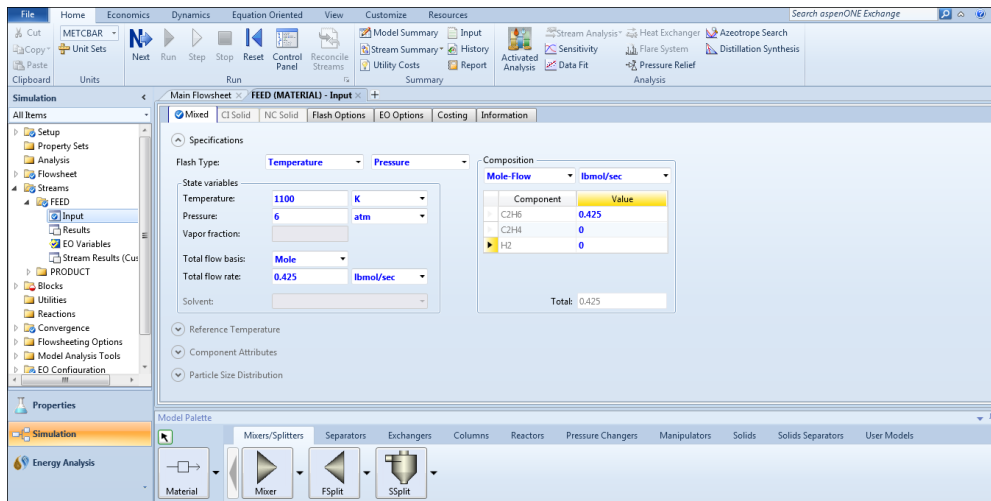 File Home Economics Dynamics Equation Oriented View Customize Resources Search aspenONE Exchange
Cut METCBAR Model Summary Input Stream Analysis Heat Exchanger Azeotrope Search
Copy Unit Sets Stream Summary History Sensitivity Flare System Distillation Synthesis
Paste Next Run Step Stop Reset Control Panel Reconcile Streams Utility Costs Report Activated Analysis Data Fit Pressure Relief
Clipboard Units Run Summary Analysis
Simulation < Main Flowsheet × FEED (MATERIAL) - Input × +
All Items Mixed CI Solid NC Solid Flash Options EO Options Costing Information
Setup
Property Sets
Analysis
Flowsheet
Streams
FEED
Input
Results
EO Variables
Stream Results (Cus
PRODUCT
Blocks
Utilities
Reactions
Convergence
Flowsheeting Options
Model Analysis Tools
EO Configuration
Properties
Simulation
Energy Analysis
Specifications
Flash Type: Temperature Pressure
State variables
Temperature: 1100 K
Pressure: 6 atm
Vapor fraction:
Total flow basis: Mole
Total flow rate: 0.425 lbmol/sec
Solvent:
Composition
Mole-Flow lbmol/sec
Component Value
C2H6 0.425
C2H4 0
H2 0
Total: 0.425
Reference Temperature
Component Attributes
Particle Size Distribution
Model Palette
Mixers/Splitters Separators Exchangers Columns Reactors Pressure Changers Manipulators Solids Solids Separators User Models
Material Mixer FSplit SSplit